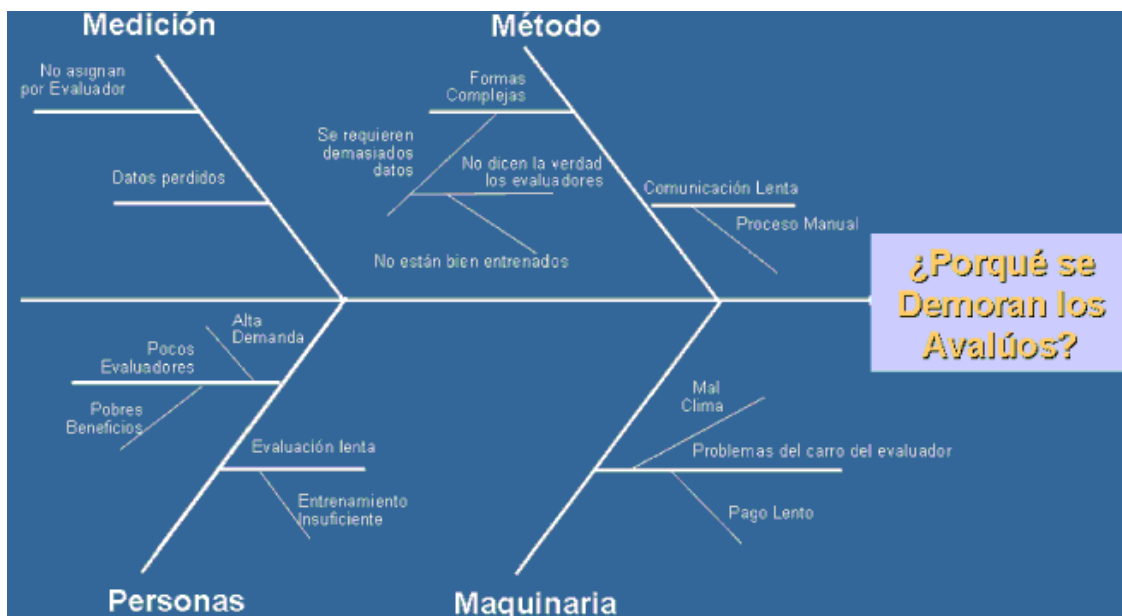 Medición
Método
No asignan
por Evaluador
Formas
Complejas
Se requieren
demasiados
datos
No dicen la verdad
los evaluadores
Datos perdidos
Comunicación Lenta
Proceso Manual
No están bien entrenados
¿Porqué se
Demoran los
Avalúos?
Alta
Demanda
Pocos
Evaluadores
Pobres
Beneficios
Evaluación lenta
Entrenamiento
Insuficiente
Mal
Clima
Problemas del carro del evaluador
Pago Lento
Personas
Maquinaria